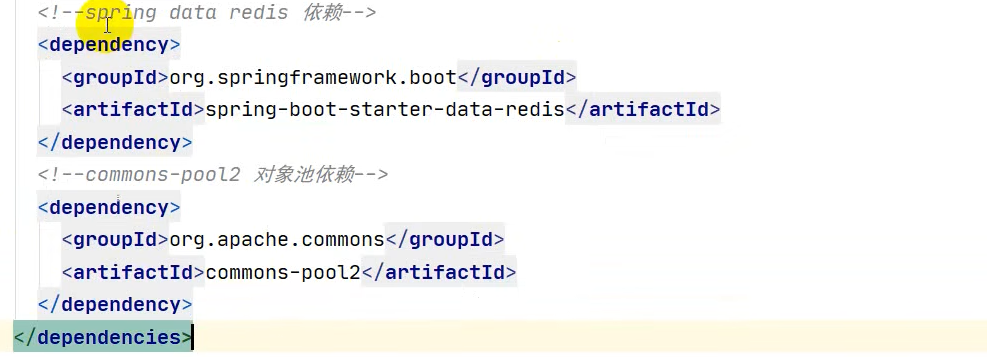 <!--spring data redis 依赖-->
<dependency>
<groupId>org.springframework.boot</groupId>
<artifactId>spring-boot-starter-data-redis</artifactId>
</dependency>
<!--commons-pool2 对象池依赖-->
<dependency>
<groupId>org.apache.commons</groupId>
<artifactId>commons-pool2</artifactId>
</dependency>
</dependencies>